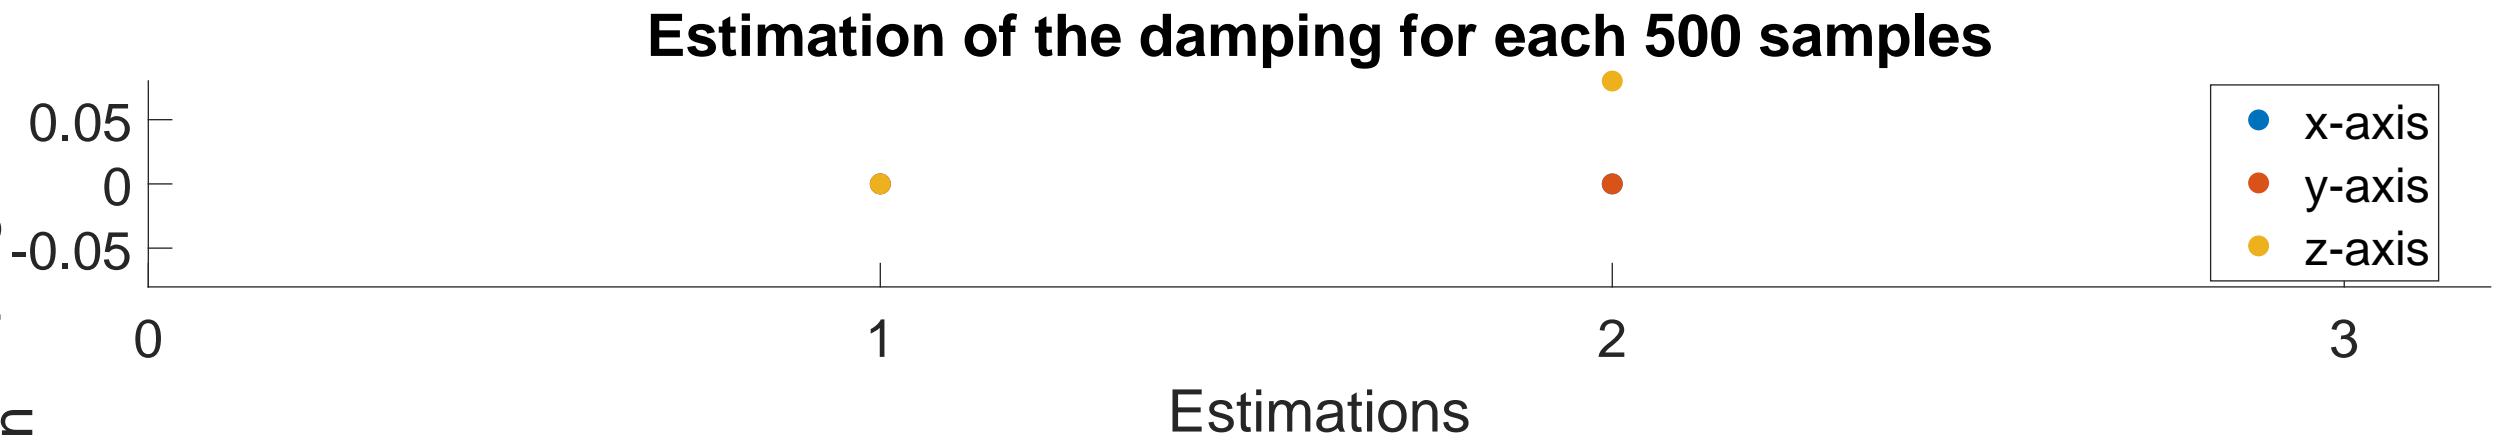 Estimation of the damping for each 500 samples
0.05
0
-0.05
x-axis
y-axis
z-axis
0 1 2 3
Estimations